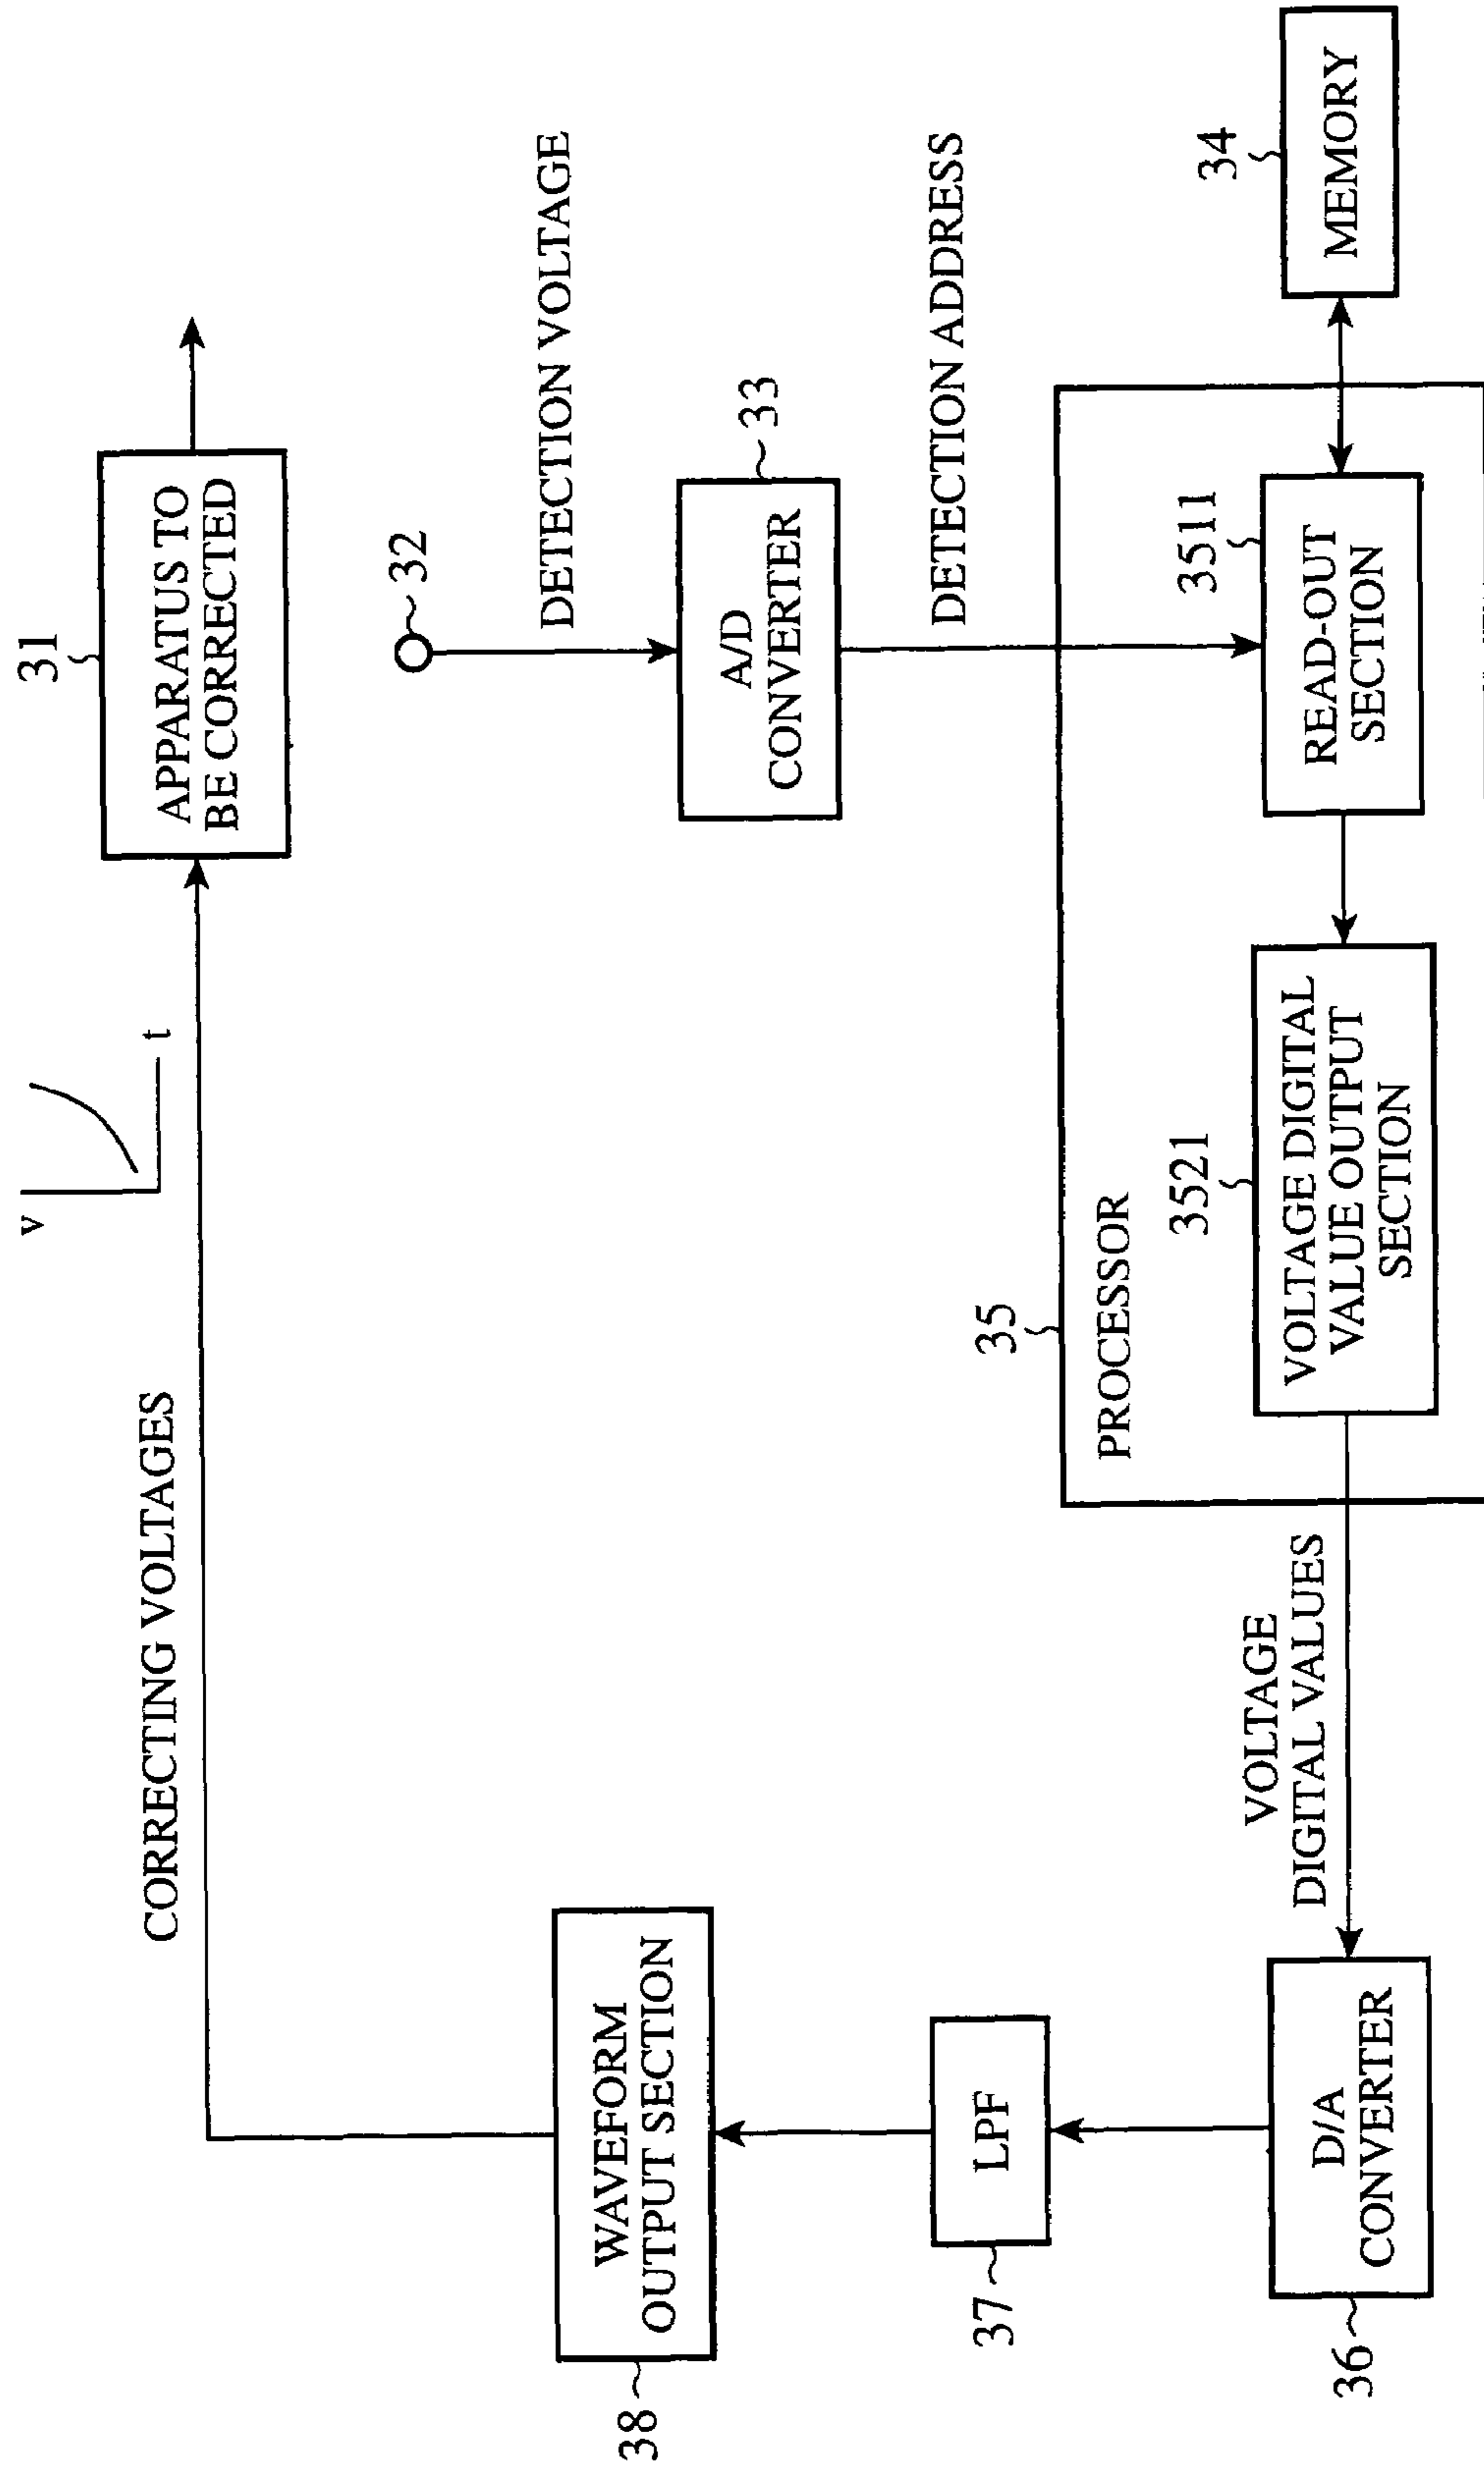 31
APPARATUS TO
BE CORRECTED
v
t
CORRECTING VOLTAGES
32
DETECTION VOLTAGE
33
A/D
CONVERTER
DETECTION ADDRESS
38
WAVEFORM
OUTPUT SECTION
37
LPF
35
PROCESSOR
34
MEMORY
3511
READ-OUT
SECTION
3521
VOLTAGE DIGITAL
VALUE OUTPUT
SECTION
VOLTAGE
DIGITAL VALUES
36
D/A
CONVERTER